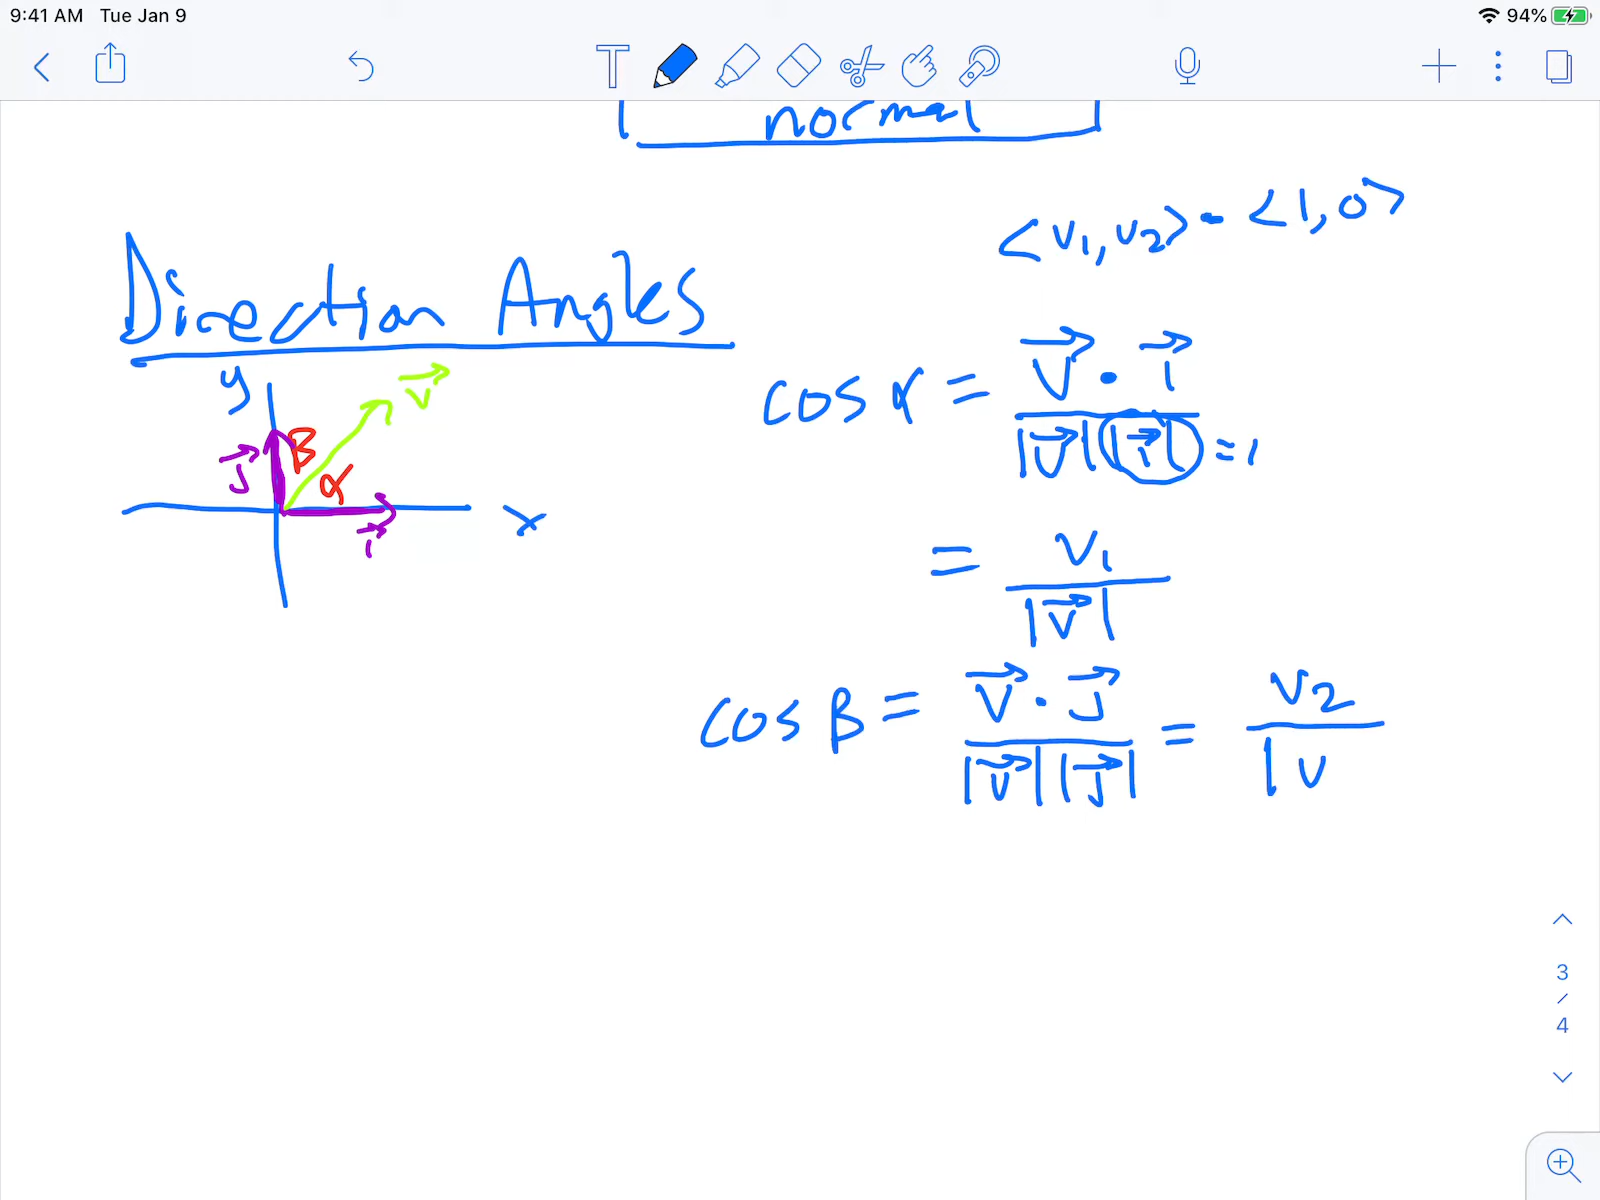 9:41 AM Tue Jan 9
94%
T
normal
<v₁, v₂> · <1, 0>
Direction Angles
y
v⃗
β
j⃗
α
x
i⃗
cos α = v⃗ · i⃗ / |v⃗| |i⃗| = 1
= v₁ / |v⃗|
cos β = v⃗ · j⃗ / |v⃗| |j⃗| = v₂ / |v
3
/
4